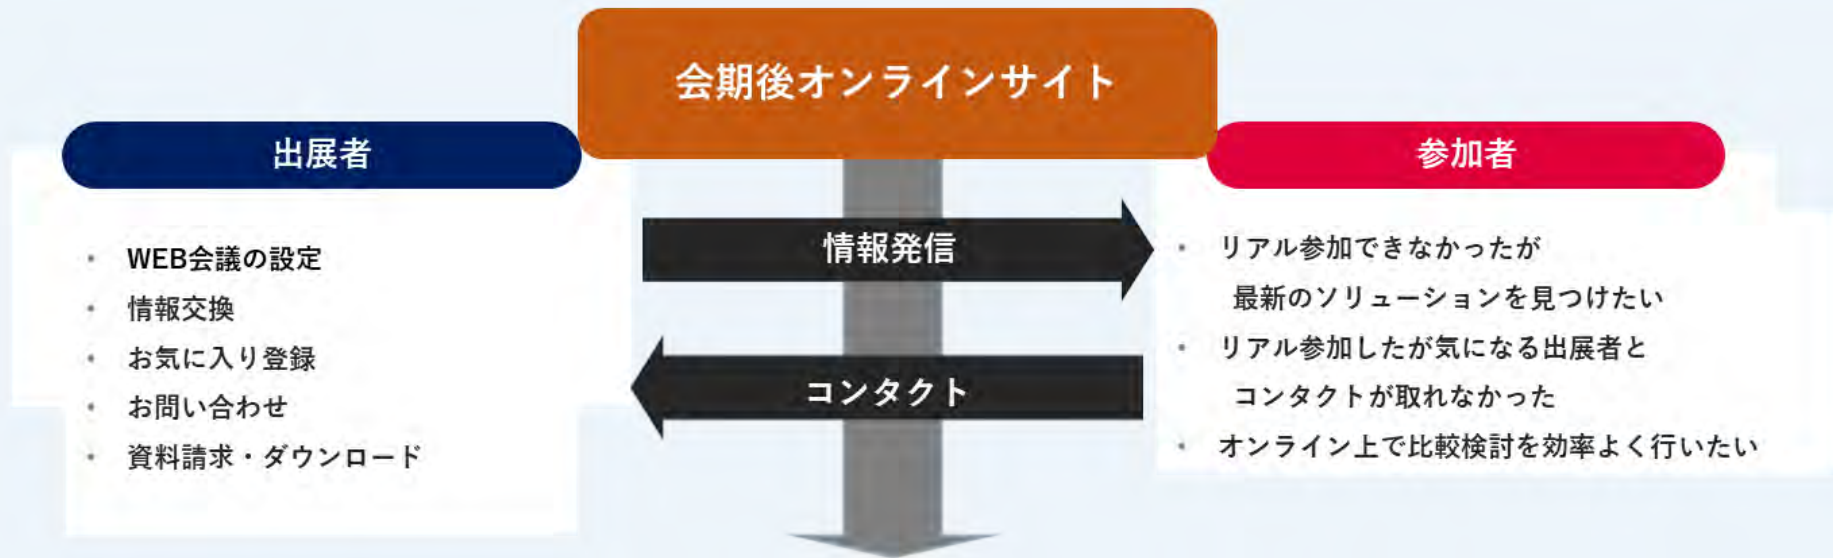 会期後オンラインサイト
出展者
・ WEB会議の設定
・ 情報交換
・ お気に入り登録
・ お問い合わせ
・ 資料請求・ダウンロード
情報発信
コンタクト
参加者
・ リアル参加できなかったが
最新のソリューションを見つけたい
・ リアル参加したが気になる出展者と
コンタクトが取れなかった
・ オンライン上で比較検討を効率よく行いたい